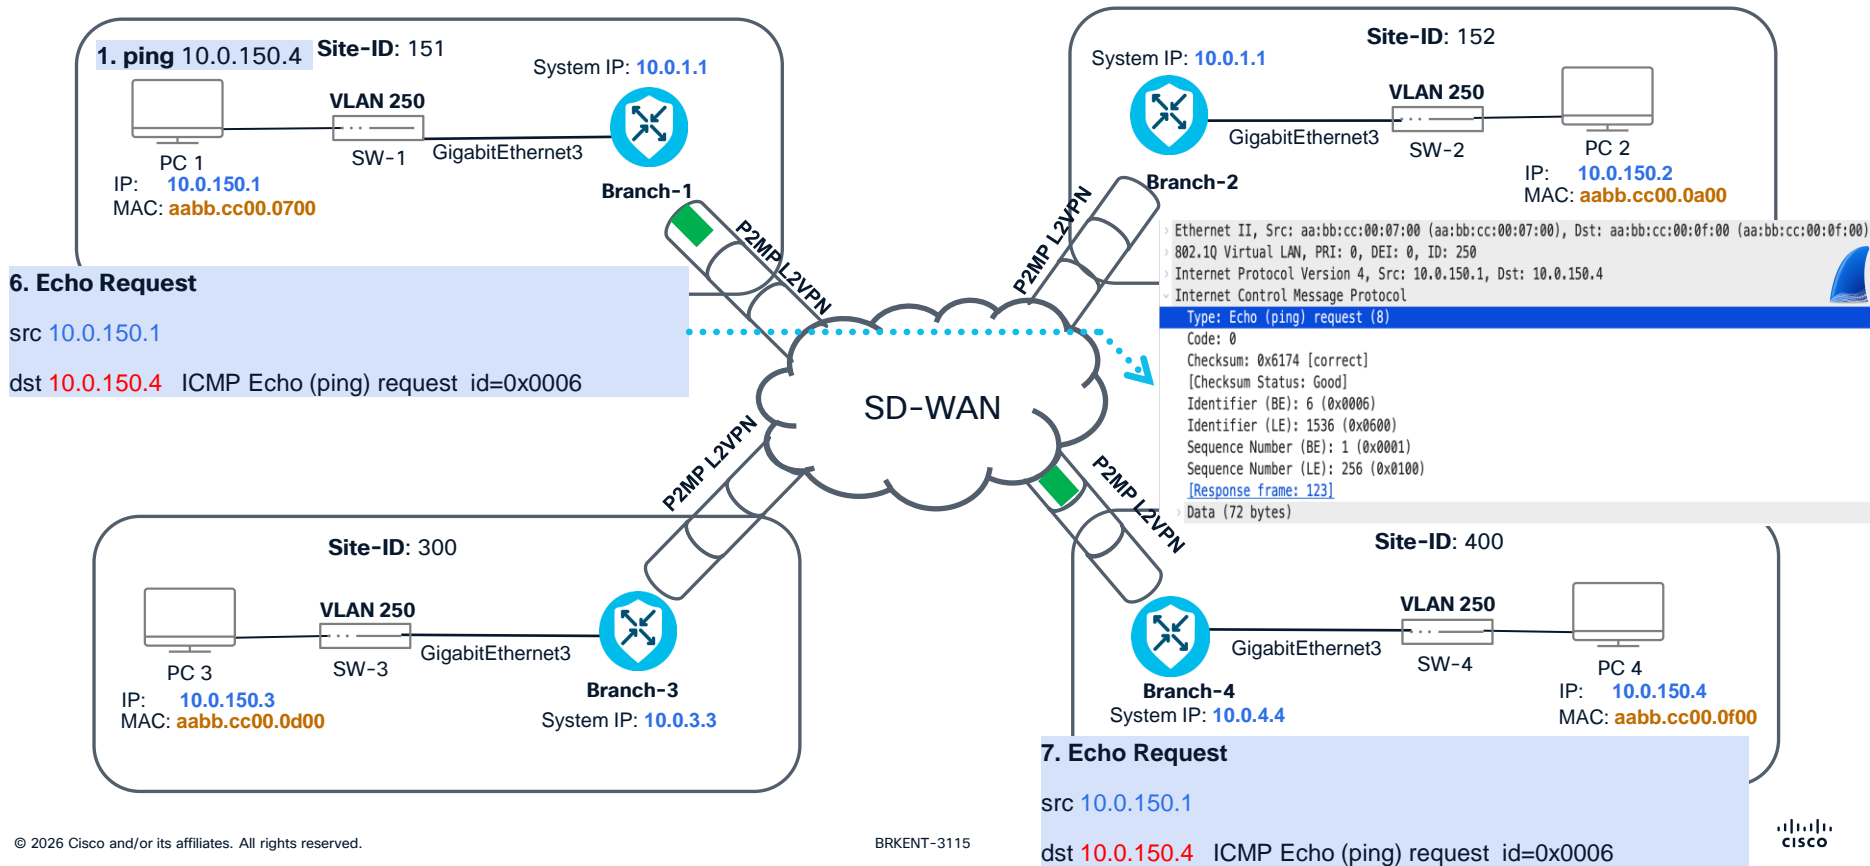 1. ping 10.0.150.4
Site-ID: 151
System IP: 10.0.1.1
VLAN 250
PC 1
SW-1
GigabitEthernet3
IP: 10.0.150.1
MAC: aabb.cc00.0700
Branch-1
P2MP L2VPN
Site-ID: 152
System IP: 10.0.1.1
VLAN 250
GigabitEthernet3
SW-2
PC 2
IP: 10.0.150.2
MAC: aabb.cc00.0a00
Branch-2
P2MP L2VPN
Ethernet II, Src: aa:bb:cc:00:07:00 (aa:bb:cc:00:07:00), Dst: aa:bb:cc:00:0f:00 (aa:bb:cc:00:0f:00)
802.1Q Virtual LAN, PRI: 0, DEI: 0, ID: 250
Internet Protocol Version 4, Src: 10.0.150.1, Dst: 10.0.150.4
Internet Control Message Protocol
Type: Echo (ping) request (8)
Code: 0
Checksum: 0x6174 [correct]
[Checksum Status: Good]
Identifier (BE): 6 (0x0006)
Identifier (LE): 1536 (0x0600)
Sequence Number (BE): 1 (0x0001)
Sequence Number (LE): 256 (0x0100)
[Response frame: 123]
Data (72 bytes)
6. Echo Request
src 10.0.150.1
dst 10.0.150.4 ICMP Echo (ping) request id=0x0006
SD-WAN
P2MP L2VPN
P2MP L2VPN
Site-ID: 300
VLAN 250
PC 3
SW-3
GigabitEthernet3
IP: 10.0.150.3
MAC: aabb.cc00.0d00
Branch-3
System IP: 10.0.3.3
Site-ID: 400
VLAN 250
GigabitEthernet3
SW-4
PC 4
IP: 10.0.150.4
MAC: aabb.cc00.0f00
Branch-4
System IP: 10.0.4.4
7. Echo Request
src 10.0.150.1
dst 10.0.150.4 ICMP Echo (ping) request id=0x0006
© 2026 Cisco and/or its affiliates. All rights reserved.
BRKENT-3115
CISCO